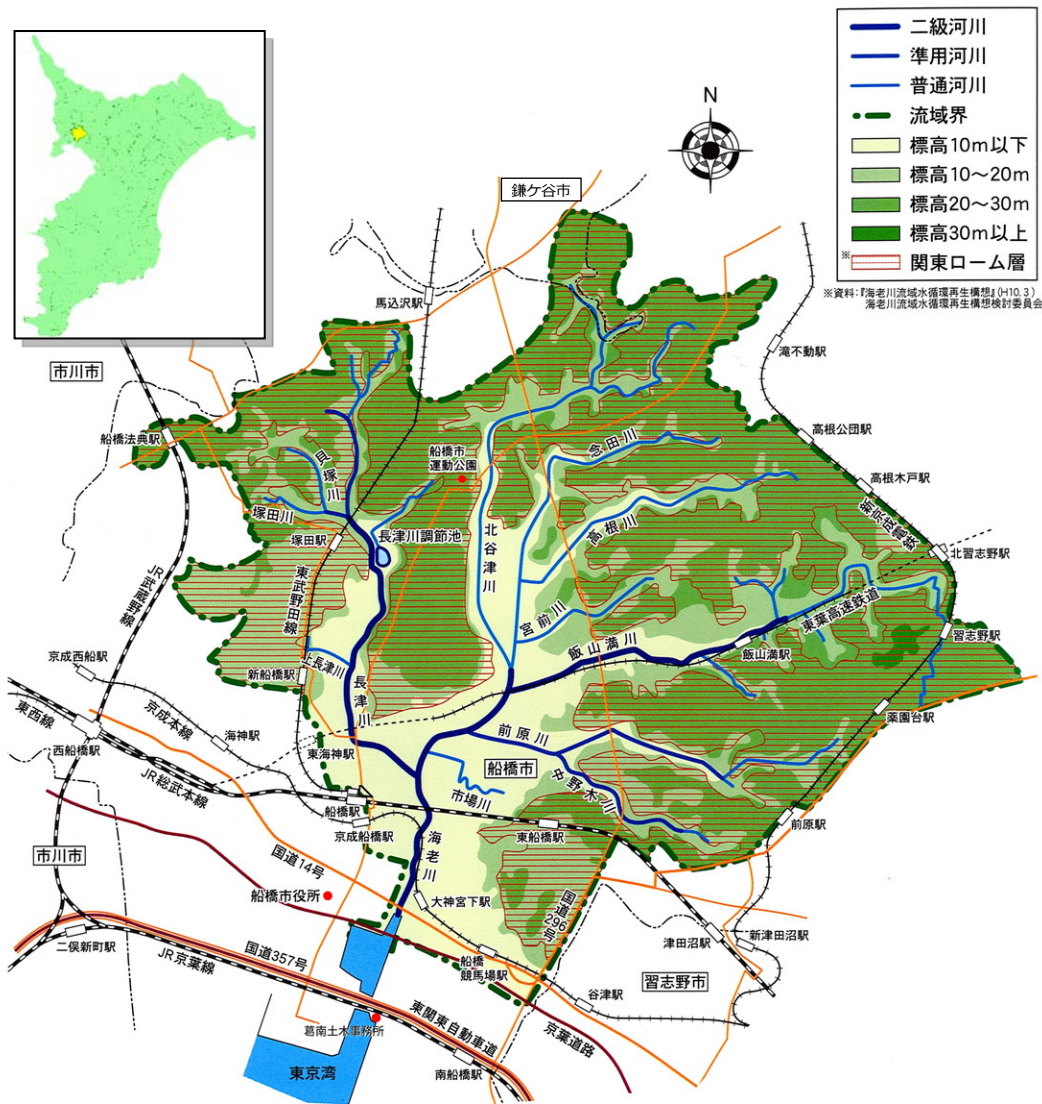 二級河川
準用河川
普通河川
流域界
標高10m以下
標高10～20m
標高20～30m
標高30m以上
※関東ローム層
※資料:『海老川流域水循環再生構想』(H10.3)
海老川流域水循環再生構想検討委員会
N
鎌ケ谷市
馬込沢駅
市川市
滝不動駅
船橋法典駅
高根公団駅
船橋市
運動公園
念田川
貝塚川
高根木戸駅
塚田川
塚田駅
長津川調節池
北谷津川
高根川
新京成電鉄
北習志野駅
JR武蔵野線
東武野田線
宮前川
東葉高速鉄道
飯山満川
飯山満駅
習志野駅
京成西船駅
上長津川
新船橋駅
長津川
薬園台駅
東西線
京成本線
海神駅
東海神駅
前原川
西船橋駅
JR総武本線
船橋市
中野木川
市場川
船橋駅
京成船橋駅
東船橋駅
前原駅
海老川
市川市
国道14号
船橋市役所
大神宮下駅
国道296号
二俣新町駅
国道357号
JR京葉線
船橋
競馬場駅
津田沼駅
新津田沼駅
習志野市
谷津駅
葛南土木事務所
東関東自動車道
京葉道路
東京湾
南船橋駅